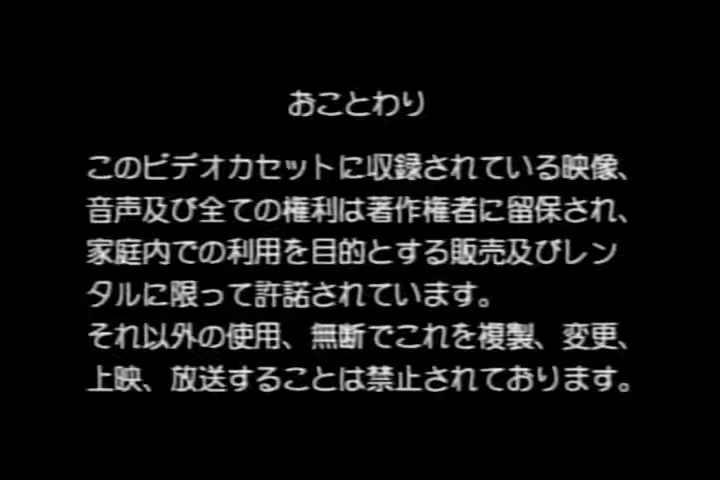 おことわり
このビデオカセットに収録されている映像、
音声及び全ての権利は著作権者に留保され、
家庭内での利用を目的とする販売及びレン
タルに限って許諾されています。
それ以外の使用、無断でこれを複製、変更、
上映、放送することは禁止されております。